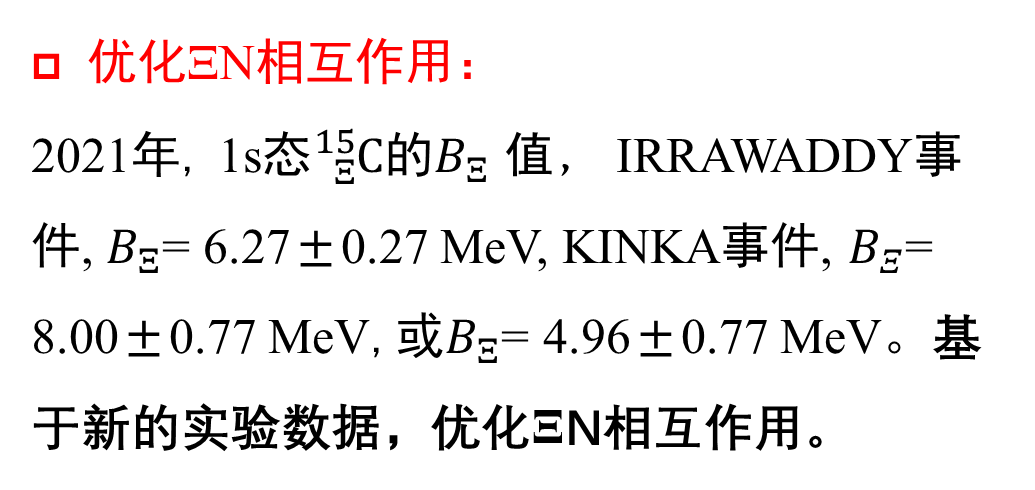 优化ΞN相互作用：
2021年, 1s态¹⁵ΞC的BΞ 值， IRRAWADDY事
件, BΞ= 6.27±0.27 MeV, KINKA事件, BΞ=
8.00±0.77 MeV, 或BΞ= 4.96±0.77 MeV。基
于新的实验数据，优化ΞN相互作用。